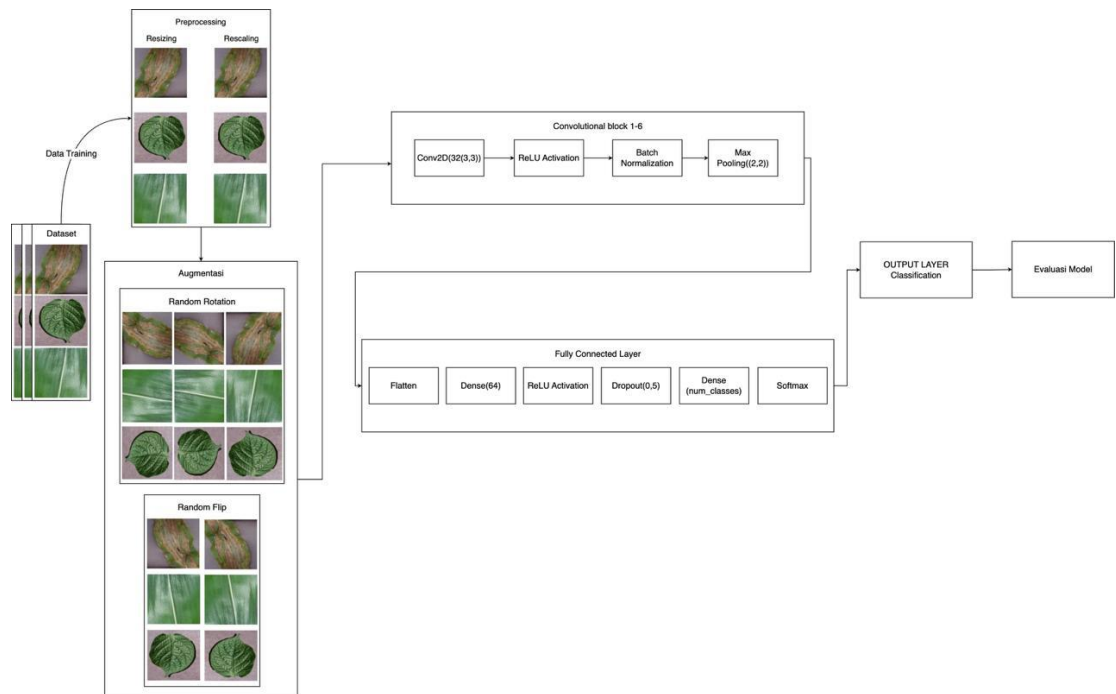 Preprocessing
Resizing
Rescaling
Data Training
Dataset
Augmentasi
Random Rotation
Random Flip
Convolutional block 1-6
Conv2D(32(3,3))
ReLU Activation
Batch
Normalization
Max
Pooling((2,2))
Fully Connected Layer
Flatten
Dense(64)
ReLU Activation
Dropout(0,5)
Dense
(num_classes)
Softmax
OUTPUT LAYER
Classification
Evaluasi Model